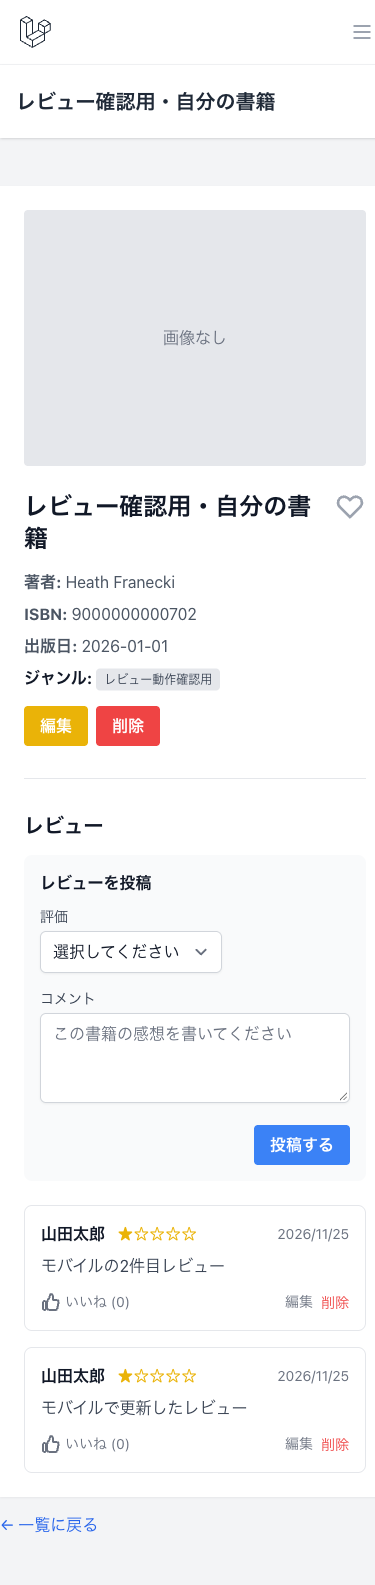 レビュー確認用・自分の書籍
画像なし
レビュー確認用・自分の書
籍
著者: Heath Franecki
ISBN: 9000000000702
出版日: 2026-01-01
ジャンル: レビュー動作確認用
編集 削除
レビュー
レビューを投稿
評価
選択してください
コメント
この書籍の感想を書いてください
投稿する
山田太郎 ★☆☆☆☆ 2026/11/25
モバイルの2件目レビュー
いいね (0) 編集 削除
山田太郎 ★☆☆☆☆ 2026/11/25
モバイルで更新したレビュー
いいね (0) 編集 削除
← 一覧に戻る